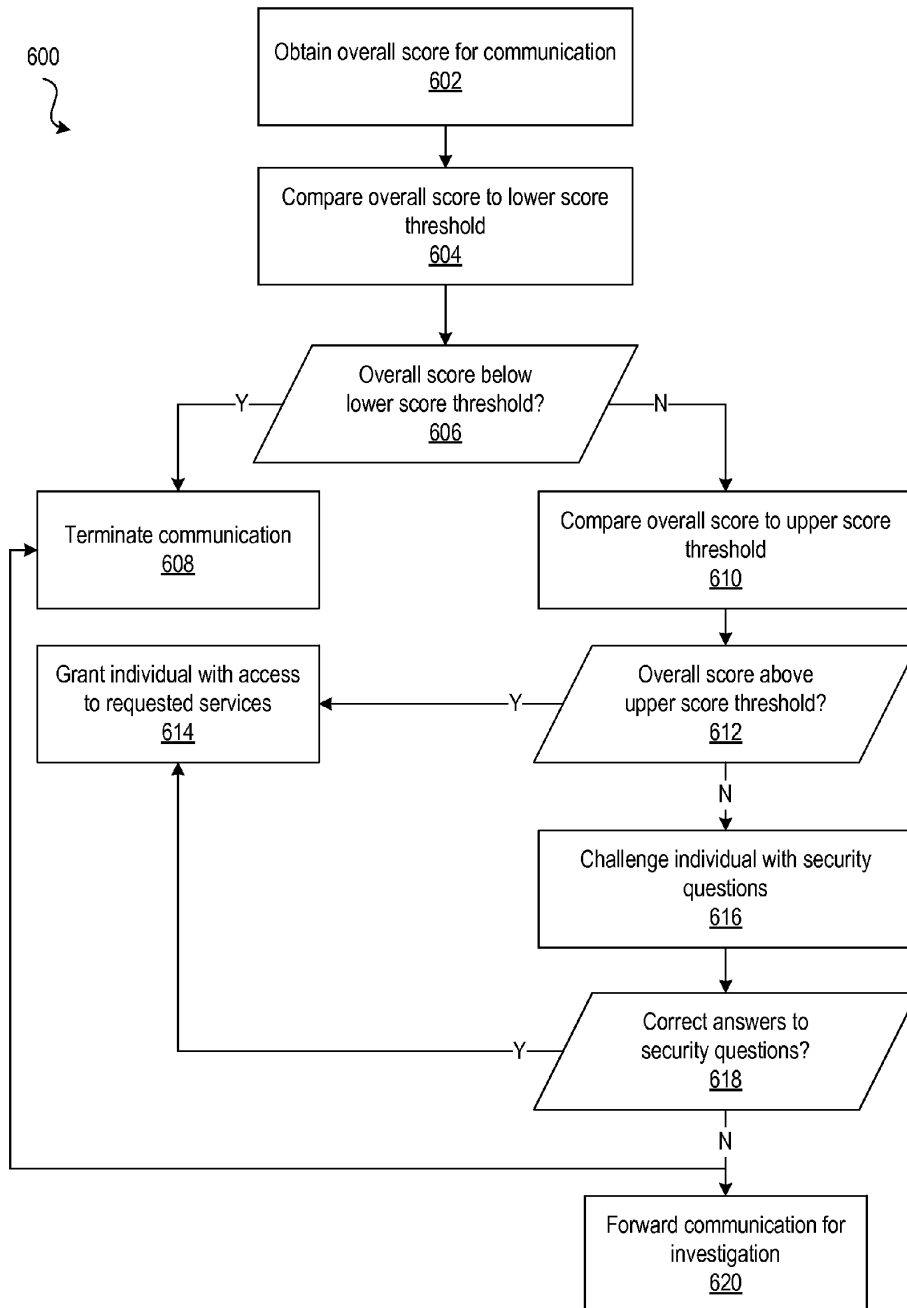 600
Obtain overall score for communication
602
Compare overall score to lower score
threshold
604
Overall score below
lower score threshold?
606
Y
N
Terminate communication
608
Compare overall score to upper score
threshold
610
Grant individual with access
to requested services
614
Overall score above
upper score threshold?
612
Y
N
Challenge individual with security
questions
616
Correct answers to
security questions?
618
Y
N
Forward communication for
investigation
620